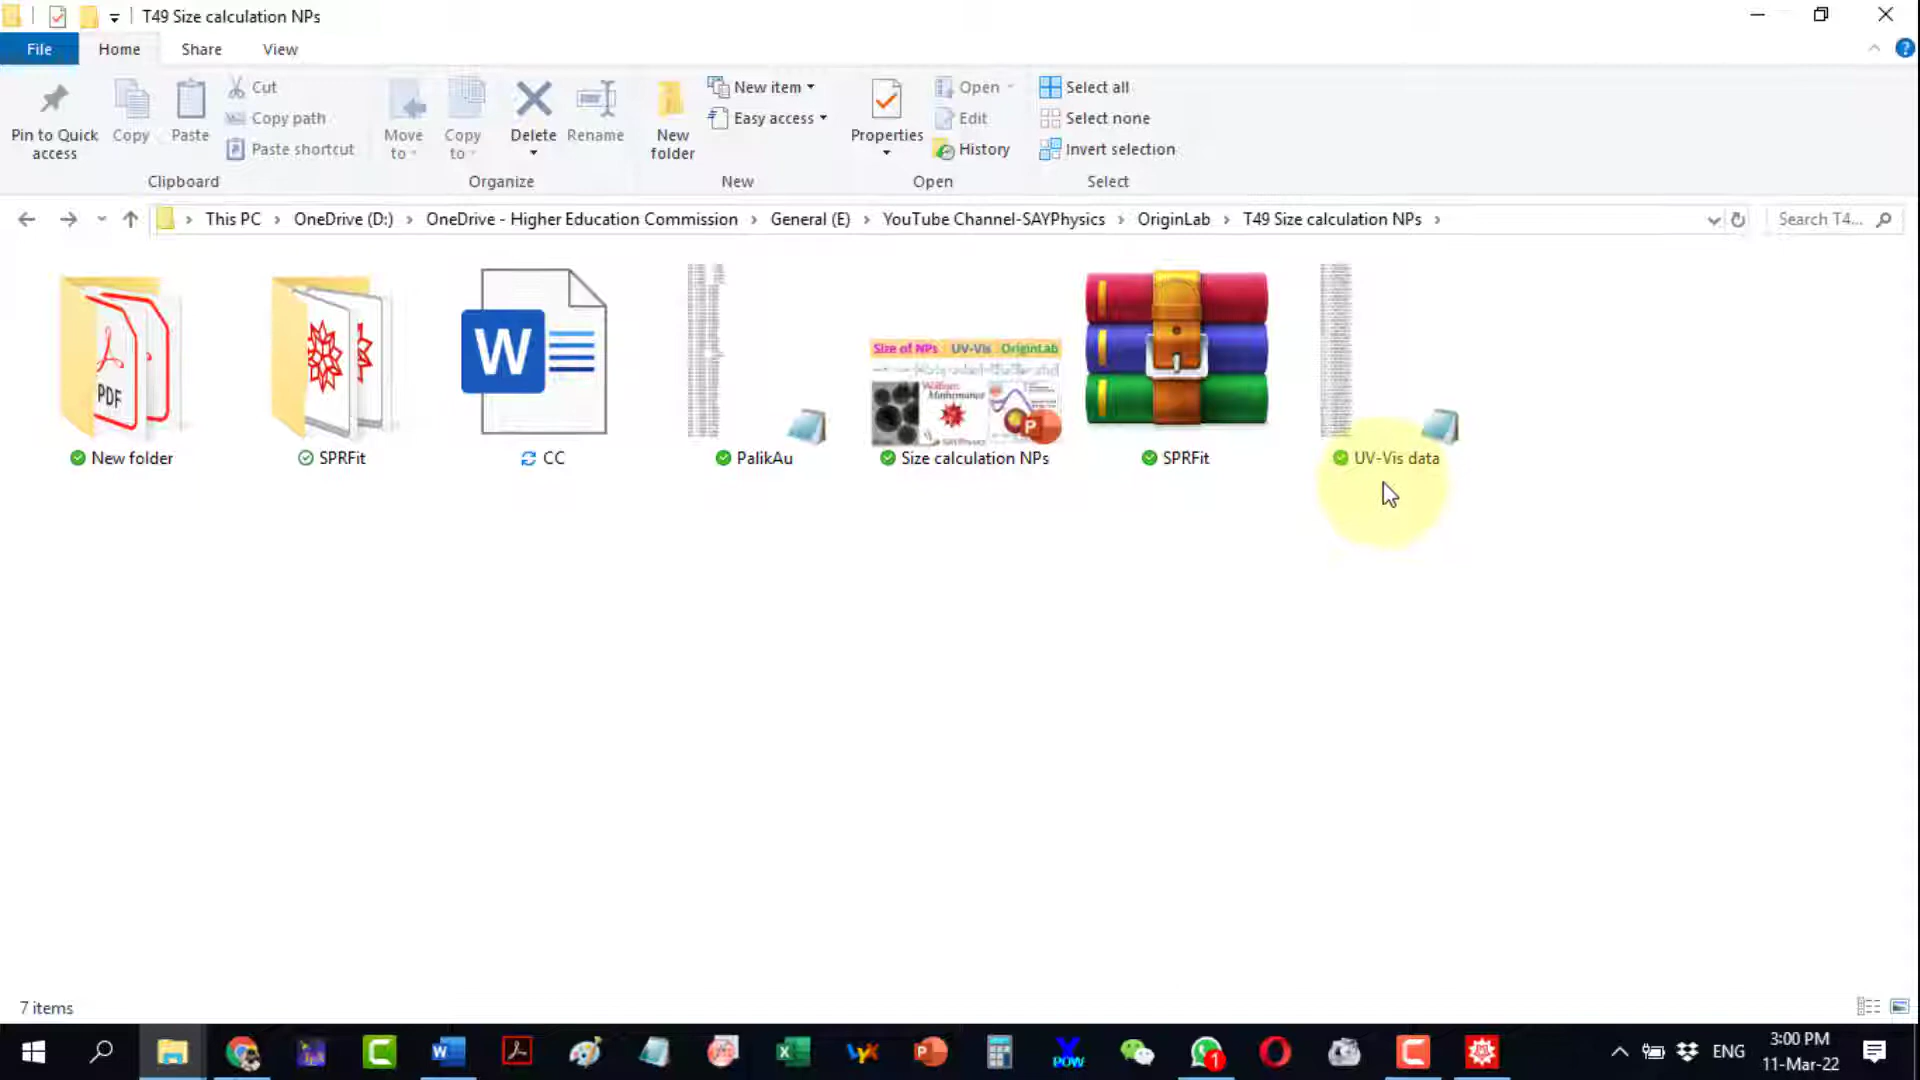 T49 Size calculation NPs
File Home Share View
Pin to Quick access
Copy
Paste
Cut
Copy path
Paste shortcut
Clipboard
Move to
Copy to
Delete
Rename
Organize
New folder
New item
Easy access
New
Properties
Open
Edit
History
Open
Select all
Select none
Invert selection
Select
This PC > OneDrive (D:) > OneDrive - Higher Education Commission > General (E) > YouTube Channel-SAYPhysics > OriginLab > T49 Size calculation NPs >
Search T4...
PDF
W
Size of NPs UV-Vis OriginLab
P
New folder
SPRFit
CC
PalikAu
Size calculation NPs
SPRFit
UV-Vis data
7 items
POW
1
ENG
3:00 PM
11-Mar-22